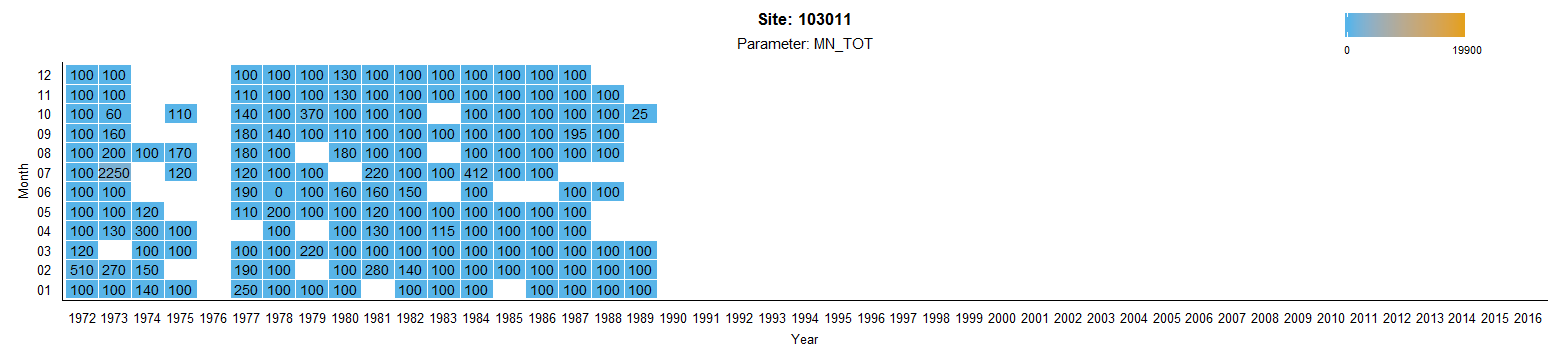 Site: 103011
Parameter: MN_TOT
0 19900
Month
12 100 100 100 100 100 130 100 100 100 100 100 100 100
11 100 100 110 100 100 130 100 100 100 100 100 100 100 100
10 100 60 110 140 100 370 100 100 100 100 100 100 100 100 25
09 100 160 180 140 100 110 100 100 100 100 100 100 195 100
08 100 200 100 170 180 100 180 100 100 100 100 100 100 100
07 100 2250 120 120 100 100 220 100 100 412 100 100
06 100 100 190 0 100 160 160 150 100 100 100
05 100 100 120 110 200 100 100 120 100 100 100 100 100 100
04 100 130 300 100 100 100 130 100 115 100 100 100 100
03 120 100 100 100 100 220 100 100 100 100 100 100 100 100 100 100
02 510 270 150 190 100 100 280 140 100 100 100 100 100 100 100
01 100 100 140 100 250 100 100 100 100 100 100 100 100 100 100
1972 1973 1974 1975 1976 1977 1978 1979 1980 1981 1982 1983 1984 1985 1986 1987 1988 1989 1990 1991 1992 1993 1994 1995 1996 1997 1998 1999 2000 2001 2002 2003 2004 2005 2006 2007 2008 2009 2010 2011 2012 2013 2014 2015 2016
Year